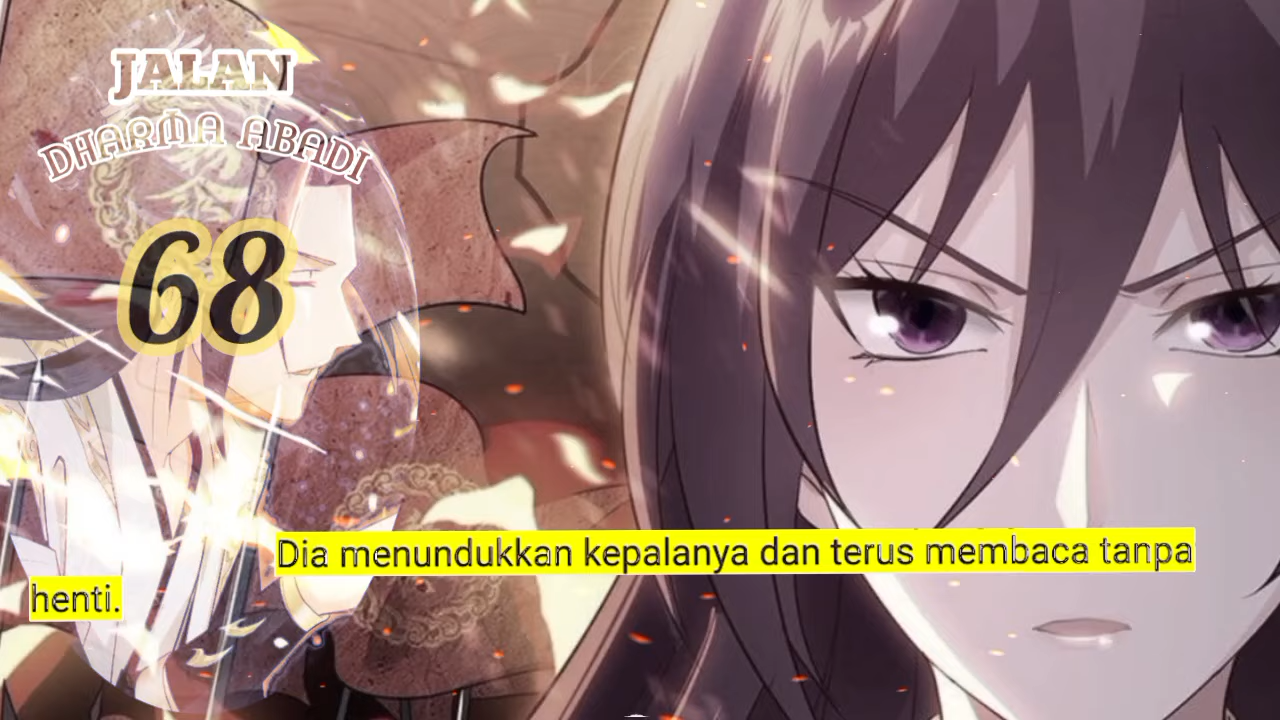 JALAN
DHARMA ABADI
68
Dia menundukkan kepalanya dan terus membaca tanpa
henti.